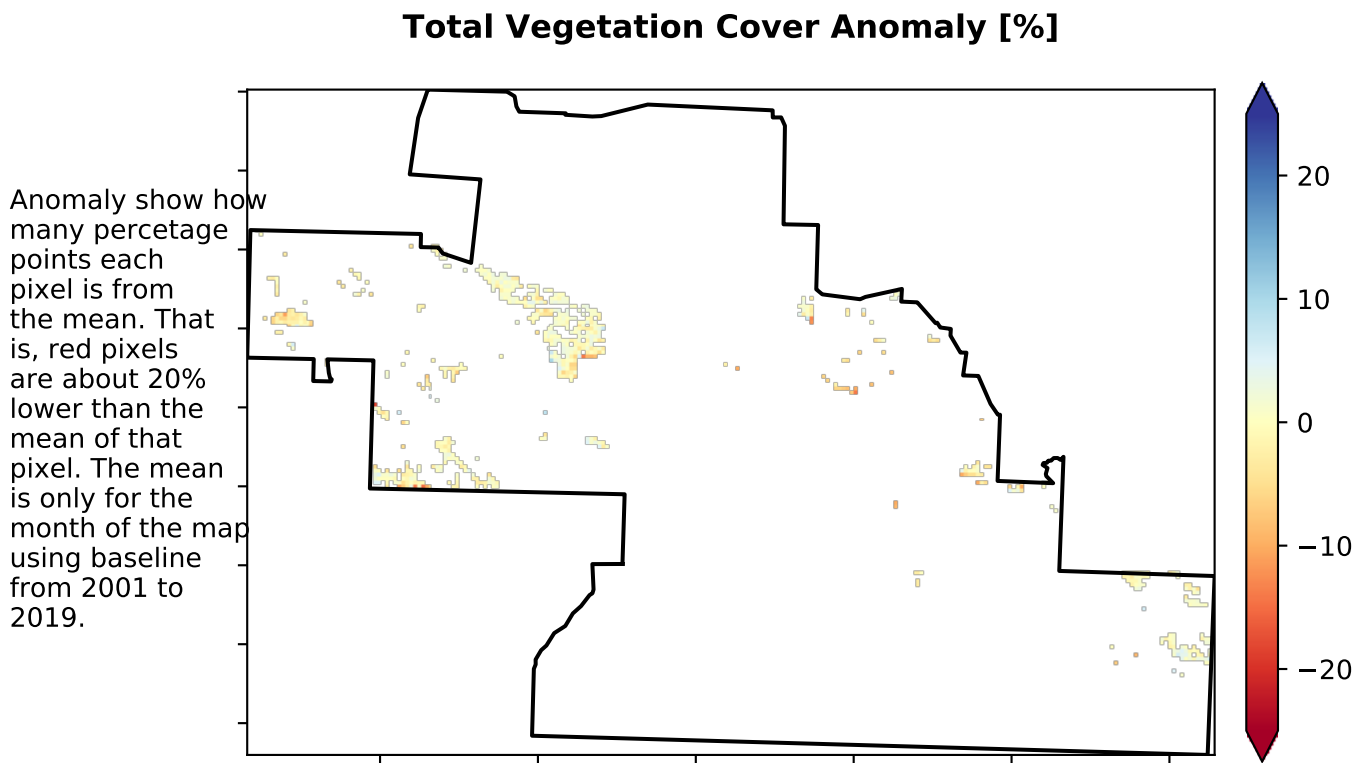 Total Vegetation Cover Anomaly [%]
Anomaly show how
many percetage
points each
pixel is from
the mean. That
is, red pixels
are about 20%
lower than the
mean of that
pixel. The mean
is only for the
month of the map
using baseline
from 2001 to
2019.
20
10
0
−10
−20